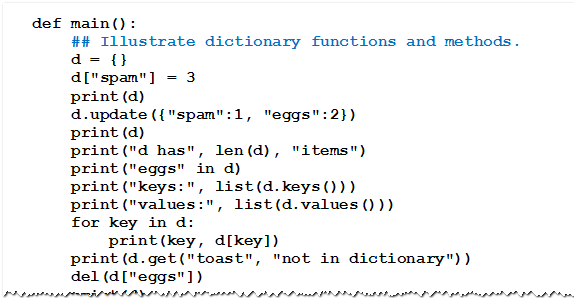 def main():
    ## Illustrate dictionary functions and methods.
    d = {}
    d["spam"] = 3
    print(d)
    d.update({"spam":1, "eggs":2})
    print(d)
    print("d has", len(d), "items")
    print("eggs" in d)
    print("keys:", list(d.keys()))
    print("values:", list(d.values()))
    for key in d:
        print(key, d[key])
    print(d.get("toast", "not in dictionary"))
    del(d["eggs"])